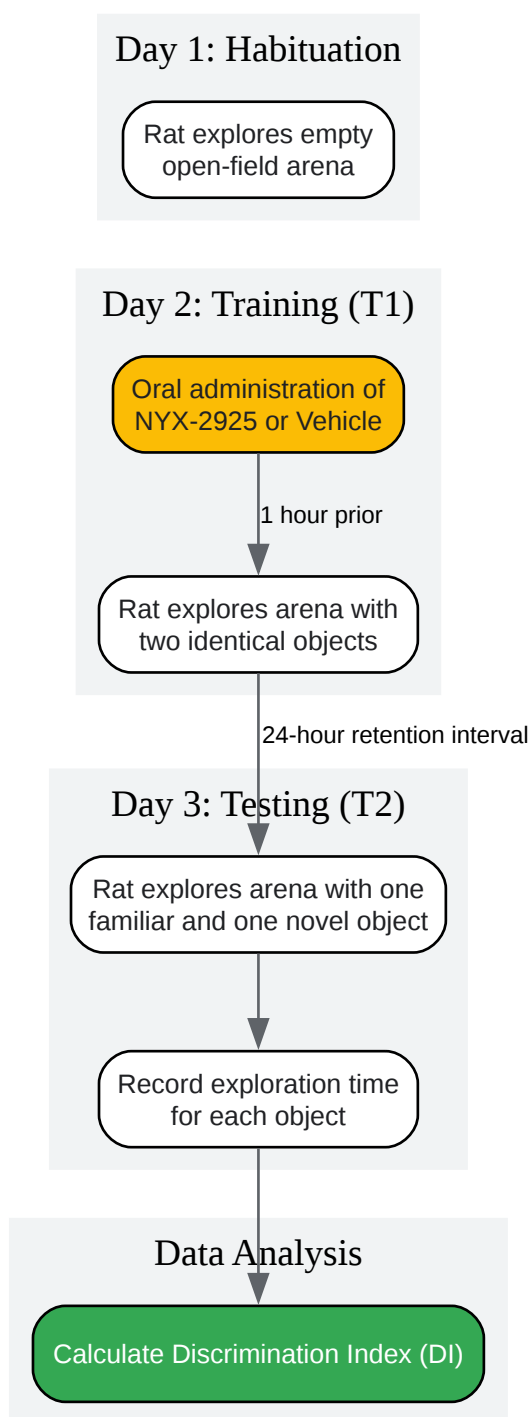 Day 1: Habituation
Rat explores empty
open-field arena
Day 2: Training (T1)
Oral administration of
NYX-2925 or Vehicle
1 hour prior
Rat explores arena with
two identical objects
24-hour retention interval
Day 3: Testing (T2)
Rat explores arena with one
familiar and one novel object
Record exploration time
for each object
Data Analysis
Calculate Discrimination Index (DI)